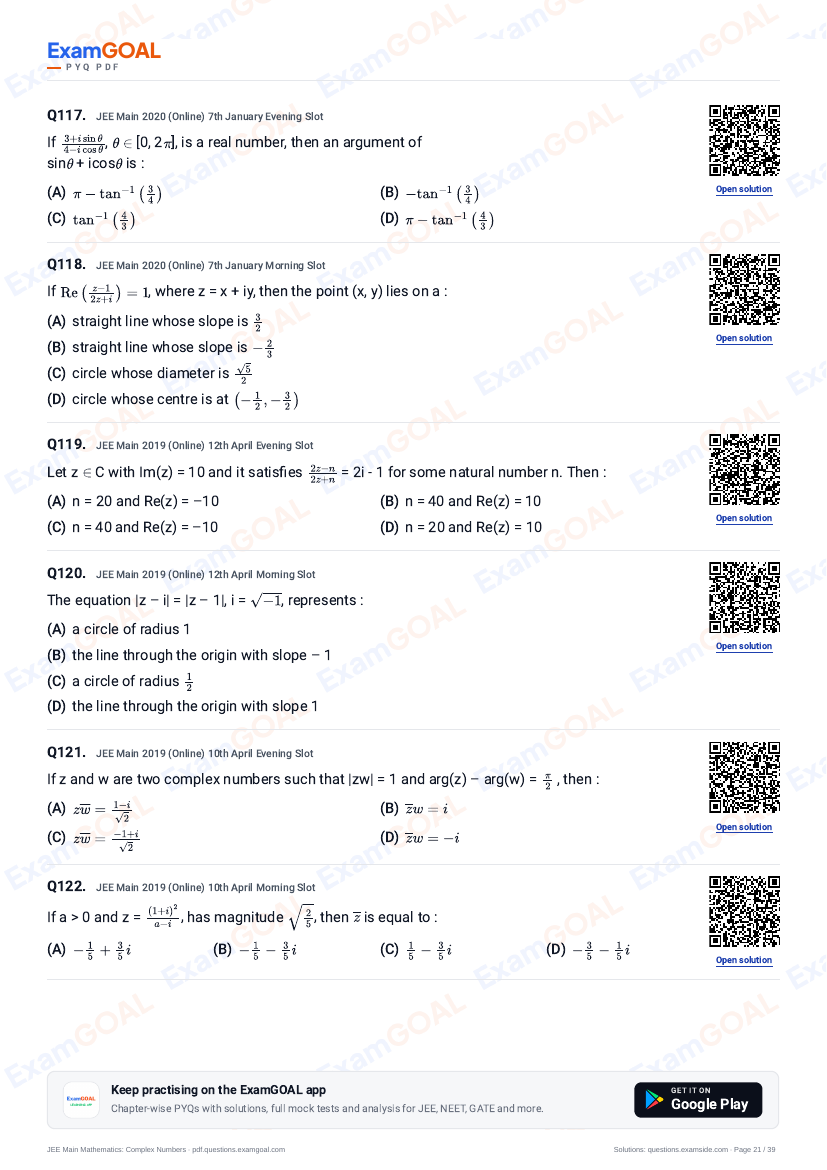 ExamGOAL
PYQ PDF
Q117. JEE Main 2020 (Online) 7th January Evening Slot
If $\frac{3+i\sin\theta}{4-i\cos\theta}$, θ ∈ [0, 2π], is a real number, then an argument of
sinθ + icosθ is :
(A) $\pi - \tan^{-1}\left(\frac{3}{4}\right)$ (B) $-\tan^{-1}\left(\frac{3}{4}\right)$
(C) $\tan^{-1}\left(\frac{4}{3}\right)$ (D) $\pi - \tan^{-1}\left(\frac{4}{3}\right)$
Open solution
Q118. JEE Main 2020 (Online) 7th January Morning Slot
If $\mathrm{Re}\left(\frac{z-1}{2z+i}\right) = 1$, where z = x + iy, then the point (x, y) lies on a :
(A) straight line whose slope is $\frac{3}{2}$
(B) straight line whose slope is $-\frac{2}{3}$
(C) circle whose diameter is $\frac{\sqrt{5}}{2}$
(D) circle whose centre is at $\left(-\frac{1}{2}, -\frac{3}{2}\right)$
Open solution
Q119. JEE Main 2019 (Online) 12th April Evening Slot
Let z ∈ C with Im(z) = 10 and it satisfies $\frac{2z-n}{2z+n}$ = 2i - 1 for some natural number n. Then :
(A) n = 20 and Re(z) = –10 (B) n = 40 and Re(z) = 10
(C) n = 40 and Re(z) = –10 (D) n = 20 and Re(z) = 10
Open solution
Q120. JEE Main 2019 (Online) 12th April Morning Slot
The equation |z – i| = |z – 1|, i = $\sqrt{-1}$, represents :
(A) a circle of radius 1
(B) the line through the origin with slope – 1
(C) a circle of radius $\frac{1}{2}$
(D) the line through the origin with slope 1
Open solution
Q121. JEE Main 2019 (Online) 10th April Evening Slot
If z and w are two complex numbers such that |zw| = 1 and arg(z) – arg(w) = $\frac{\pi}{2}$ , then :
(A) $z\overline{w} = \frac{1-i}{\sqrt{2}}$ (B) $\overline{z}w = i$
(C) $z\overline{w} = \frac{-1+i}{\sqrt{2}}$ (D) $\overline{z}w = -i$
Open solution
Q122. JEE Main 2019 (Online) 10th April Morning Slot
If a > 0 and z = $\frac{(1+i)^2}{a-i}$, has magnitude $\sqrt{\frac{2}{5}}$, then $\overline{z}$ is equal to :
(A) $-\frac{1}{5} + \frac{3}{5}i$ (B) $-\frac{1}{5} - \frac{3}{5}i$ (C) $\frac{1}{5} - \frac{3}{5}i$ (D) $-\frac{3}{5} - \frac{1}{5}i$
Open solution
ExamGOAL
Keep practising on the ExamGOAL app
Chapter-wise PYQs with solutions, full mock tests and analysis for JEE, NEET, GATE and more.
GET IT ON
Google Play
JEE Main Mathematics: Complex Numbers · pdf.questions.examgoal.com
Solutions: questions.examside.com · Page 21 / 39